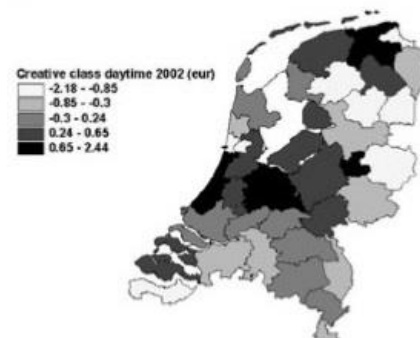 Creative class daytime 2002 (eur)
-2.18 - -0.85
-0.85 - -0.3
-0.3 - 0.24
0.24 - 0.65
0.65 - 2.44